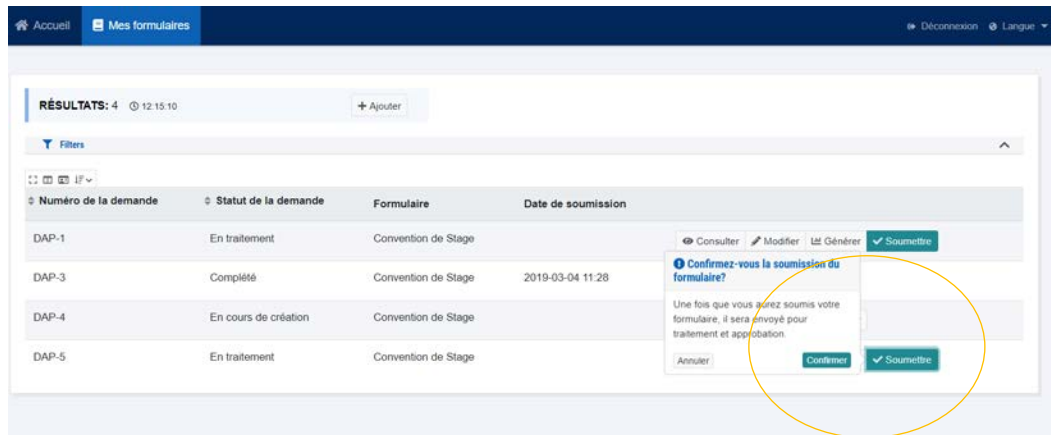 Accueil Mes formulaires Déconnexion Langue
RÉSULTATS: 4 12:15:10 + Ajouter
Filters
Numéro de la demande Statut de la demande Formulaire Date de soumission
DAP-1 En traitement Convention de Stage Consulter Modifier Générer Soumettre
DAP-3 Complété Convention de Stage 2019-03-04 11:28
DAP-4 En cours de création Convention de Stage
DAP-5 En traitement Convention de Stage Soumettre
Confirmez-vous la soumission du
formulaire?
Une fois que vous aurez soumis votre
formulaire, il sera envoyé pour
traitement et approbation.
Annuler Confirmer